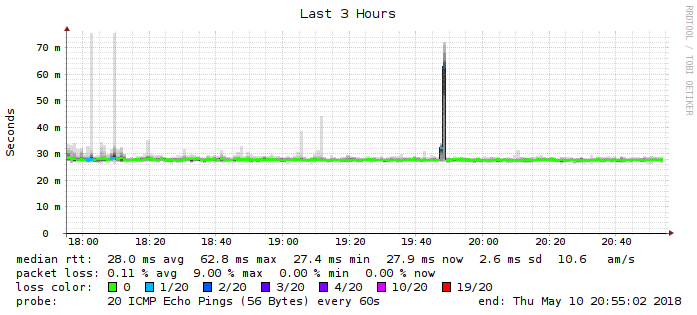 Last 3 Hours
RRDTOOL / TOBI OETIKER
Seconds
70 m
60 m
50 m
40 m
30 m
20 m
10 m
0
18:00 18:20 18:40 19:00 19:20 19:40 20:00 20:20 20:40
median rtt: 28.0 ms avg 62.8 ms max 27.4 ms min 27.9 ms now 2.6 ms sd 10.6 am/s
packet loss: 0.11 % avg 9.00 % max 0.00 % min 0.00 % now
loss color: 0 1/20 2/20 3/20 4/20 10/20 19/20
probe: 20 ICMP Echo Pings (56 Bytes) every 60s end: Thu May 10 20:55:02 2018